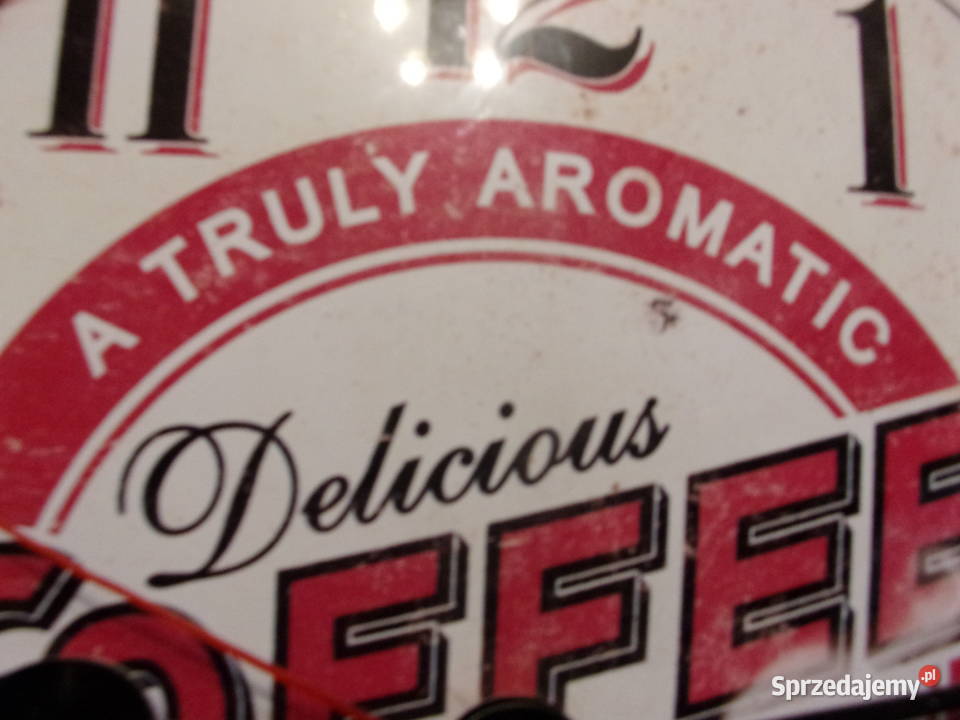 11 12 1
A TRULY AROMATIC
Delicious
COFFEE
Sprzedajemy.pl